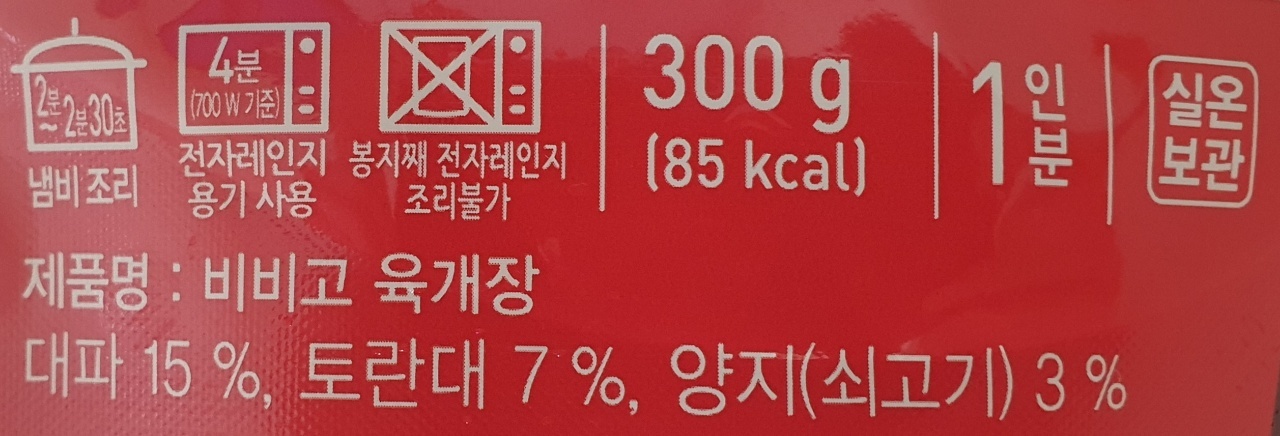 2분
~2분30초
냄비 조리
4분
(700 W 기준)
전자레인지
용기 사용
봉지째 전자레인지
조리불가
300 g
(85 kcal)
1인분
실온
보관
제품명 : 비비고 육개장
대파 15 %, 토란대 7 %, 양지(쇠고기) 3 %